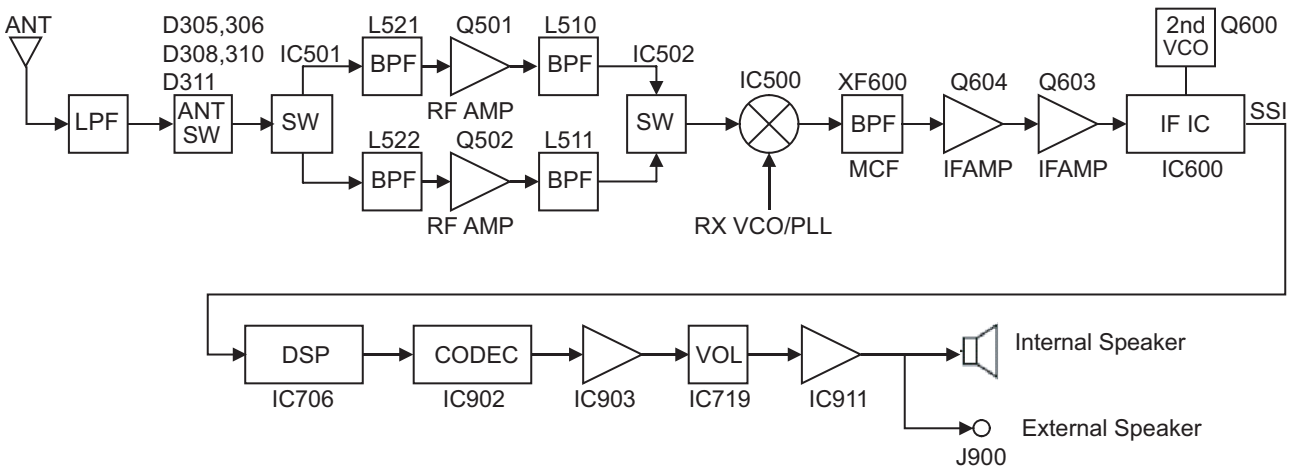 ANT
D305,306
D308,310
D311
IC501
L521
Q501
L510
IC502
IC500
XF600
Q604
Q603
2nd
VCO
Q600
LPF
ANT
SW
SW
BPF
BPF
RF AMP
SW
BPF
MCF
IFAMP
IFAMP
IF IC
IC600
SSI
L522
Q502
L511
BPF
BPF
RF AMP
RX VCO/PLL
DSP
IC706
CODEC
IC902
IC903
VOL
IC719
IC911
Internal Speaker
External Speaker
J900